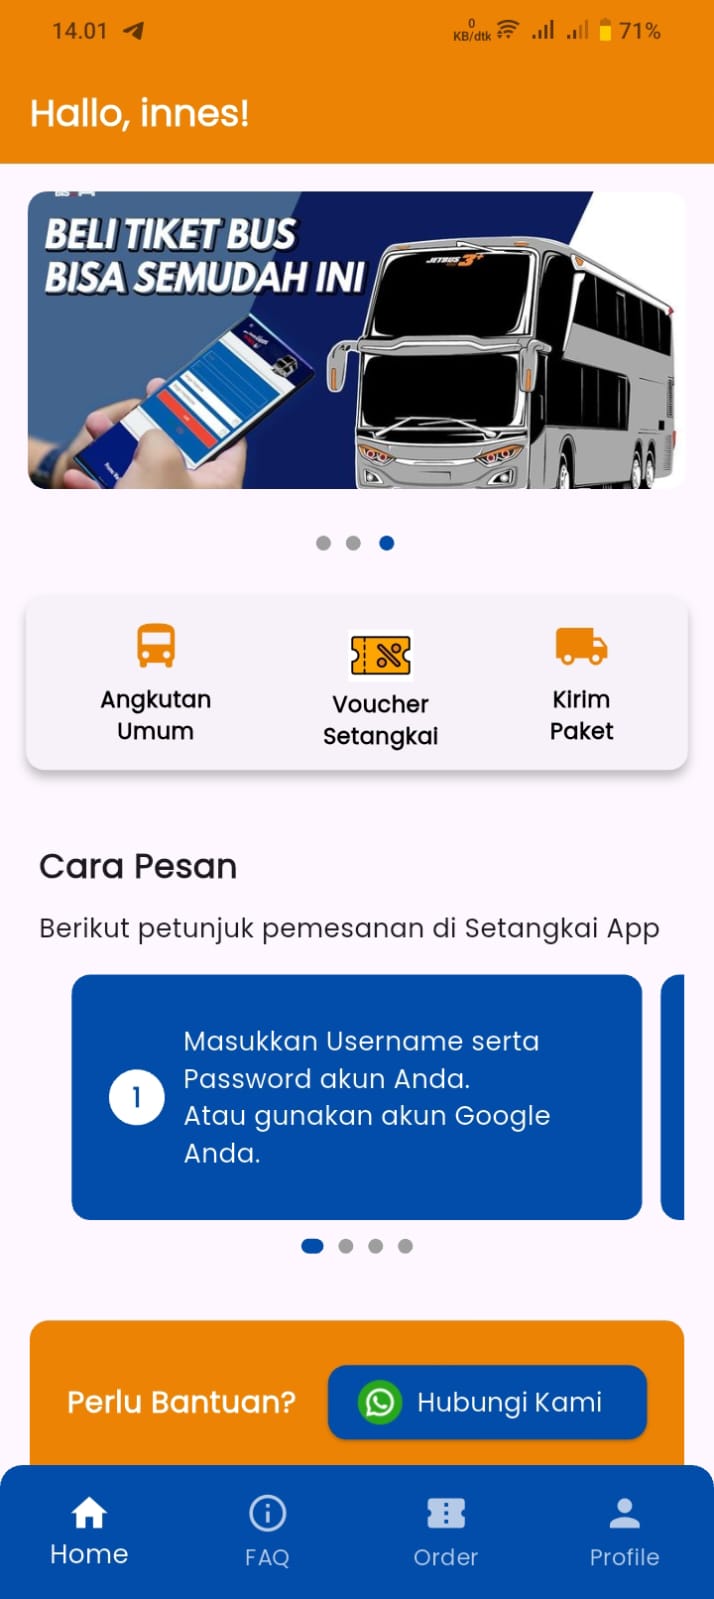 14.01
0
KB/dtk
71%
Hallo, innes!
BELI TIKET BUS
BISA SEMUDAH INI
JETBUS 3+
Angkutan
Umum
Voucher
Setangkai
Kirim
Paket
Cara Pesan
Berikut petunjuk pemesanan di Setangkai App
1
Masukkan Username serta
Password akun Anda.
Atau gunakan akun Google
Anda.
Perlu Bantuan?
Hubungi Kami
Home
FAQ
Order
Profile